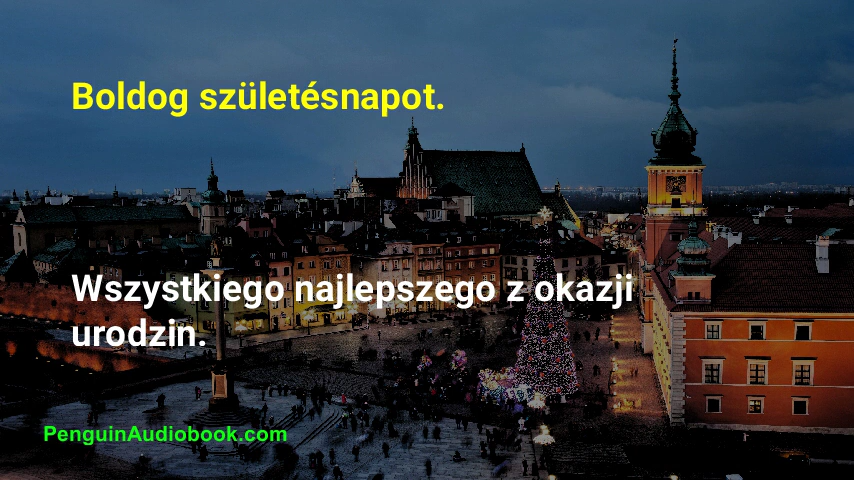 Boldog születésnapot.
Wszystkiego najlepszego z okazji
urodzin.
PenguinAudiobook.com